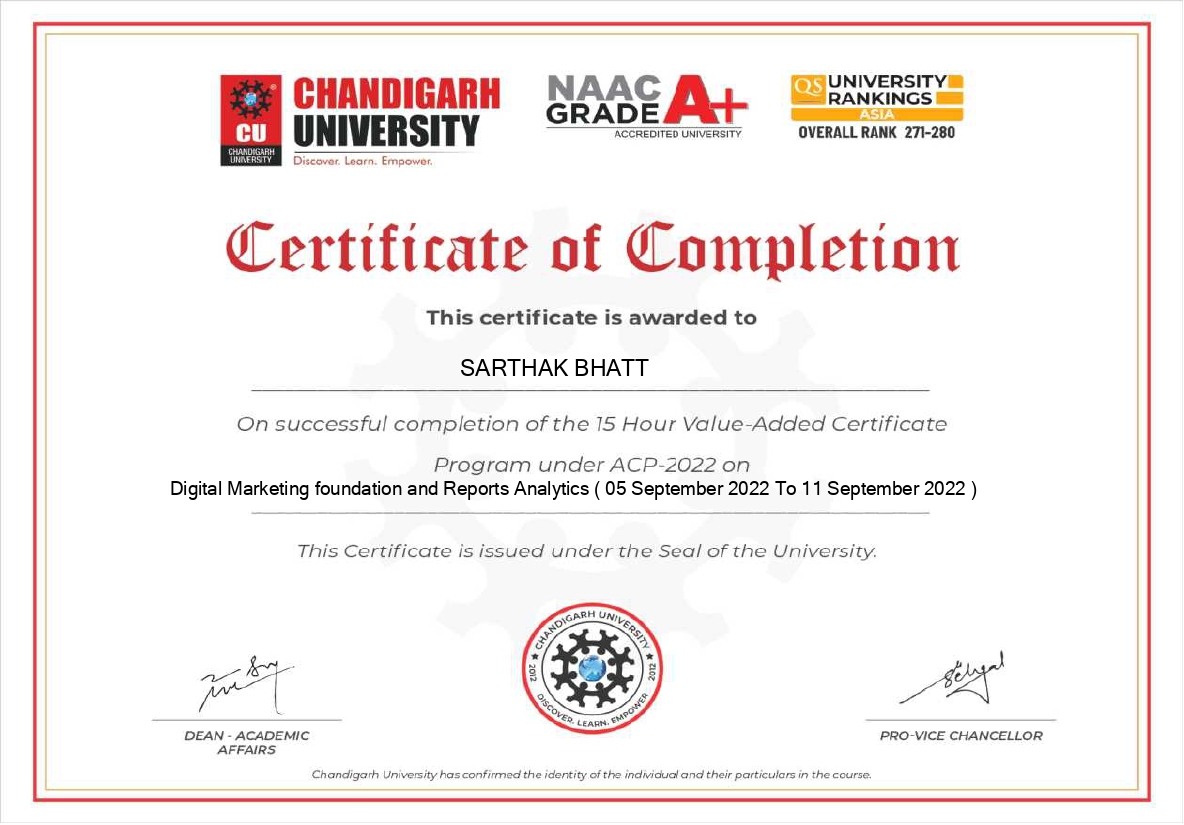 CU
CHANDIGARH
UNIVERSITY
CHANDIGARH
UNIVERSITY
Discover. Learn. Empower.
NAAC
GRADE A+
ACCREDITED UNIVERSITY
QS UNIVERSITY
RANKINGS
ASIA
OVERALL RANK 271-280
Certificate of Completion
This certificate is awarded to
SARTHAK BHATT
On successful completion of the 15 Hour Value-Added Certificate
Program under ACP-2022 on
Digital Marketing foundation and Reports Analytics ( 05 September 2022 To 11 September 2022 )
This Certificate is issued under the Seal of the University.
CHANDIGARH UNIVERSITY
2012 2012
DISCOVER. LEARN. EMPOWER
Sehgal
DEAN - ACADEMIC
AFFAIRS
PRO-VICE CHANCELLOR
Chandigarh University has confirmed the identity of the individual and their particulars in the course.